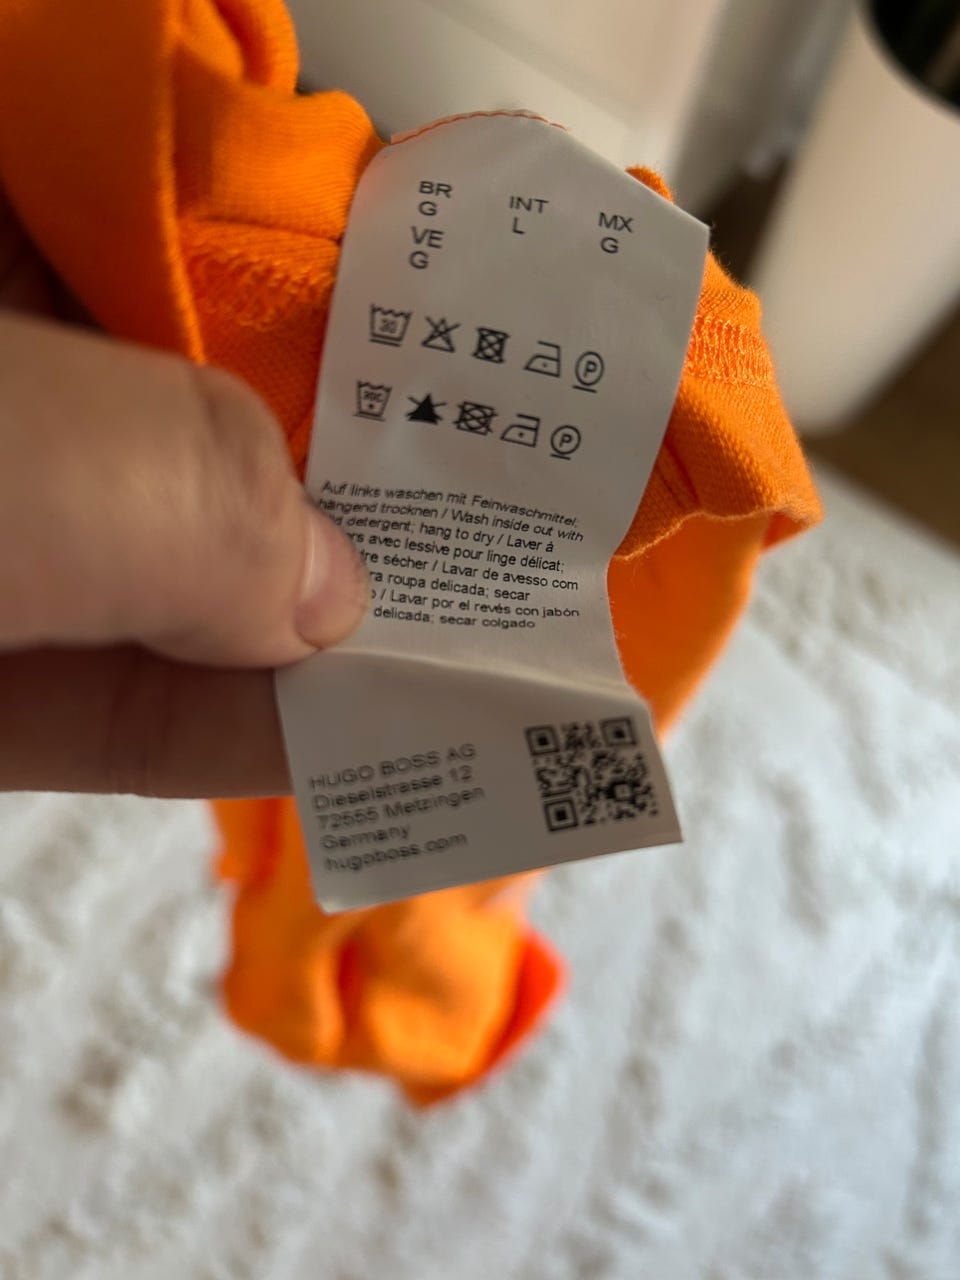 BR
G
INT
L
MX
G
VE
G
30
30C
P
P
Auf links waschen mit Feinwaschmittel;
hängend trocknen / Wash inside out with
detergent; hang to dry / Laver à
avec lessive pour linge délicat;
sécher / Lavar de avesso com
roupa delicada; secar
/ Lavar por el revés con jabón
delicada; secar colgado
HUGO BOSS AG
Dieselstrasse 12
72555 Metzingen
Germany
hugoboss.com